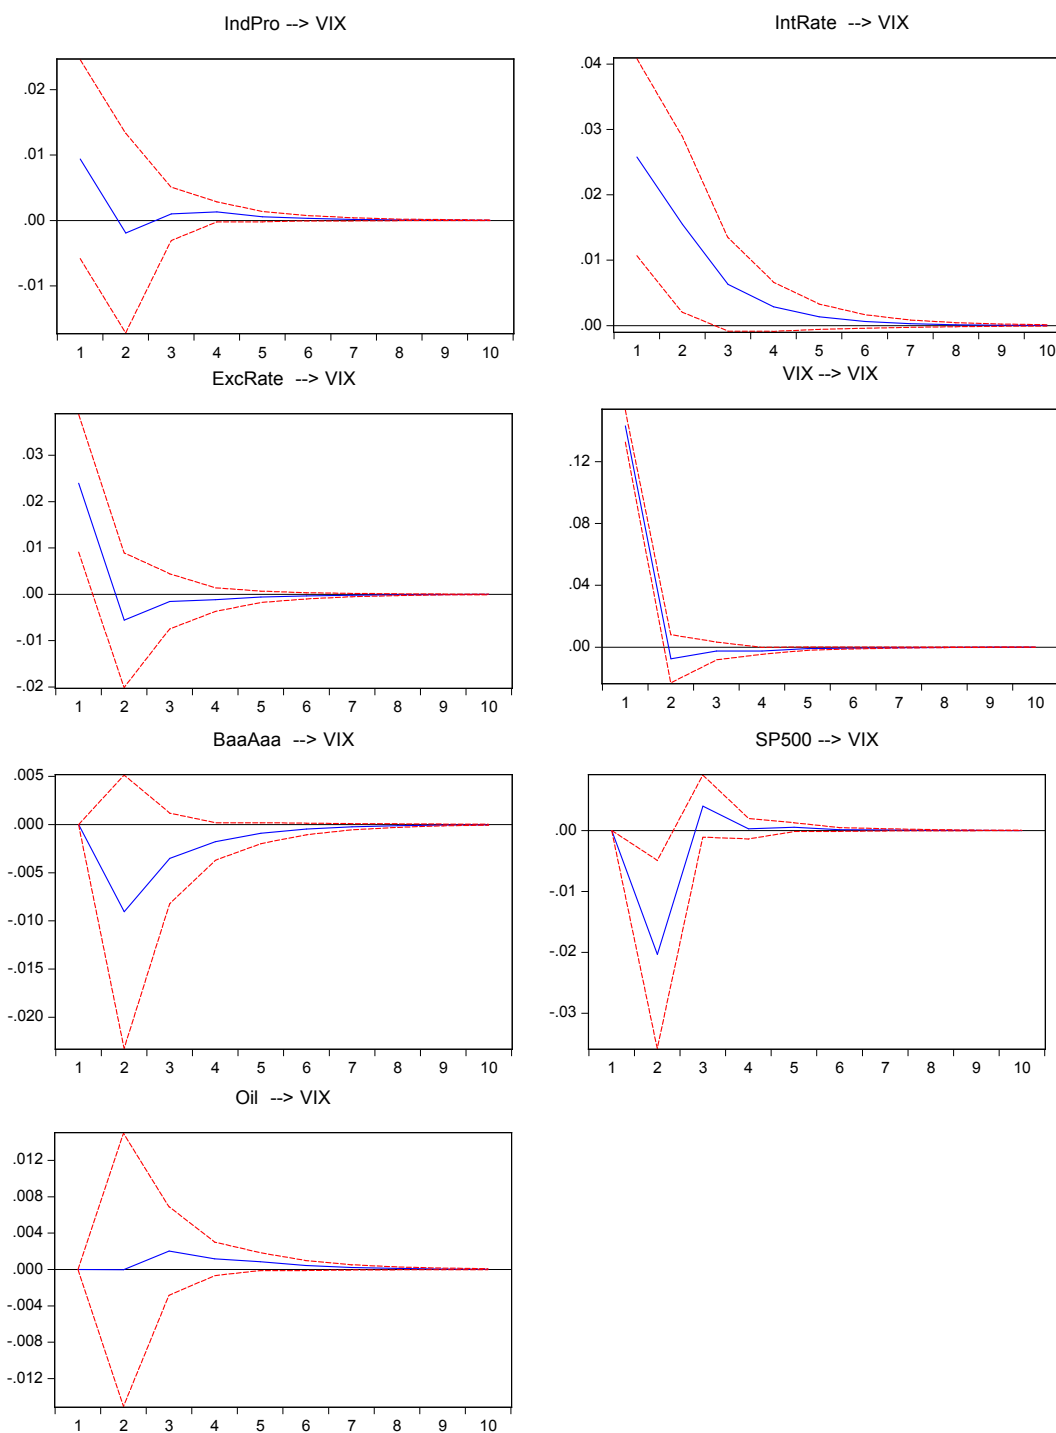 IndPro --> VIX
.02
.01
.00
-.01
1 2 3 4 5 6 7 8 9 10
IntRate --> VIX
.04
.03
.02
.01
.00
1 2 3 4 5 6 7 8 9 10
ExcRate --> VIX
.03
.02
.01
.00
-.01
-.02
1 2 3 4 5 6 7 8 9 10
VIX --> VIX
.12
.08
.04
.00
1 2 3 4 5 6 7 8 9 10
BaaAaa --> VIX
.005
.000
-.005
-.010
-.015
-.020
1 2 3 4 5 6 7 8 9 10
SP500 --> VIX
.00
-.01
-.02
-.03
1 2 3 4 5 6 7 8 9 10
Oil --> VIX
.012
.008
.004
.000
-.004
-.008
-.012
1 2 3 4 5 6 7 8 9 10